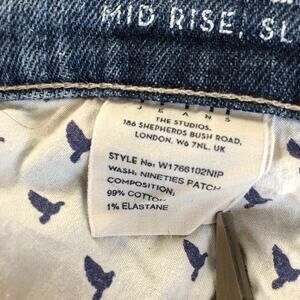 MID RISE, SL
JEANS
THE STUDIOS,
186 SHEPHERDS BUSH ROAD,
LONDON, W6 7NL, UK
STYLE No: W1766102NIP
WASH, NINETIES PATCH
COMPOSITION;
99% COTTON
1% ELASTANE